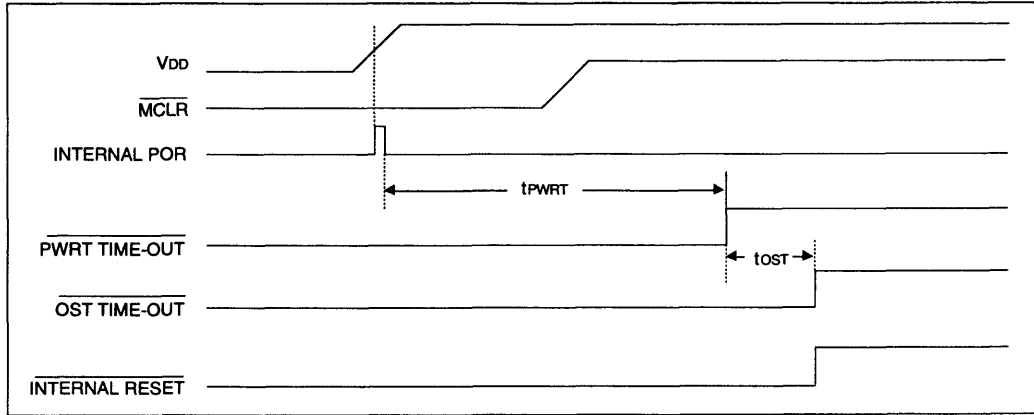 VDD
MCLR
INTERNAL POR
tPWRT
PWRT TIME-OUT
tOST
OST TIME-OUT
INTERNAL RESET